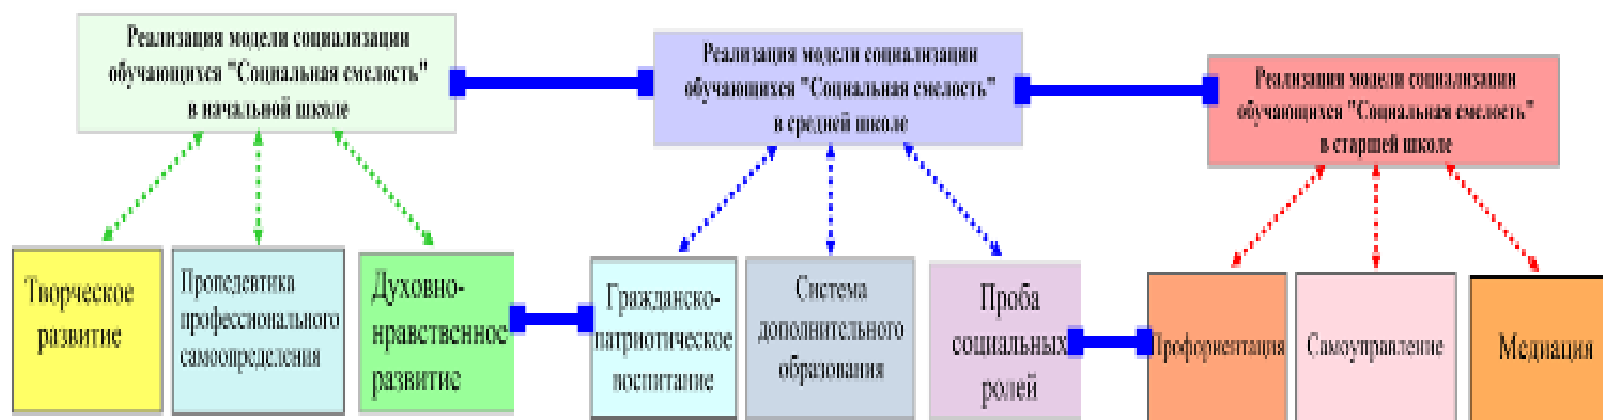 Реализация модели социализации
обучающихся "Социальная смелость"
в начальной школе
Реализация модели социализации
обучающихся "Социальная смелость"
в средней школе
Реализация модели социализации
обучающихся "Социальная смелость"
в старшей школе
Творческое
развитие
Пропедевтика
профессионального
самоопределения
Духовно-
нравственное
развитие
Гражданско-
патриотическое
воспитание
Система
дополнительного
образования
Проба
социальных
ролей
Профориентация
Самоуправление
Медиация